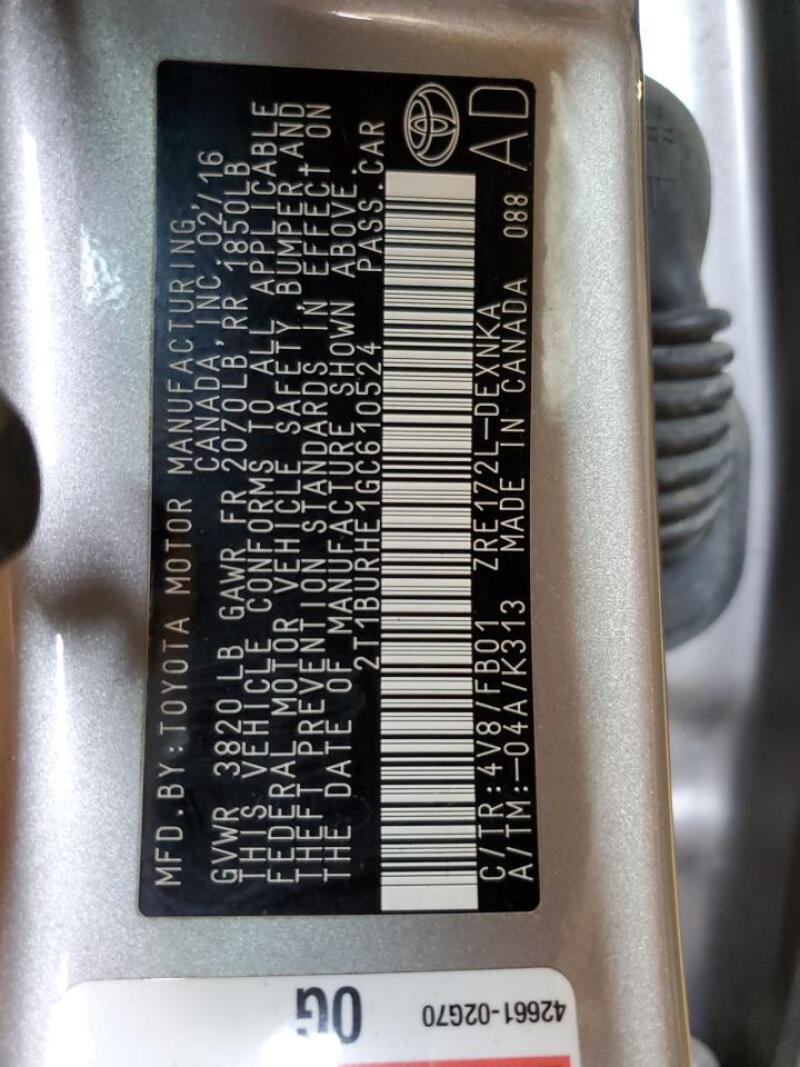 MFD.BY:TOYOTA MOTOR MANUFACTURING,
CANADA, INC. 02/16
GVWR 3820 LB GAWR FR 2070LB, RR 1850LB
THIS VEHICLE CONFORMS TO ALL APPLICABLE
FEDERAL MOTOR VEHICLE SAFETY, BUMPER, AND
THEFT PREVENTION STANDARDS IN EFFECT ON
THE DATE OF MANUFACTURE SHOWN ABOVE.
2T1BURHE1GC610524 PASS.CAR
C/TR:4V8/FB01 ZRE172L-DEXNKA
A/TM:-04A/K313 MADE IN CANADA 088
AD
0G
42661-02G70